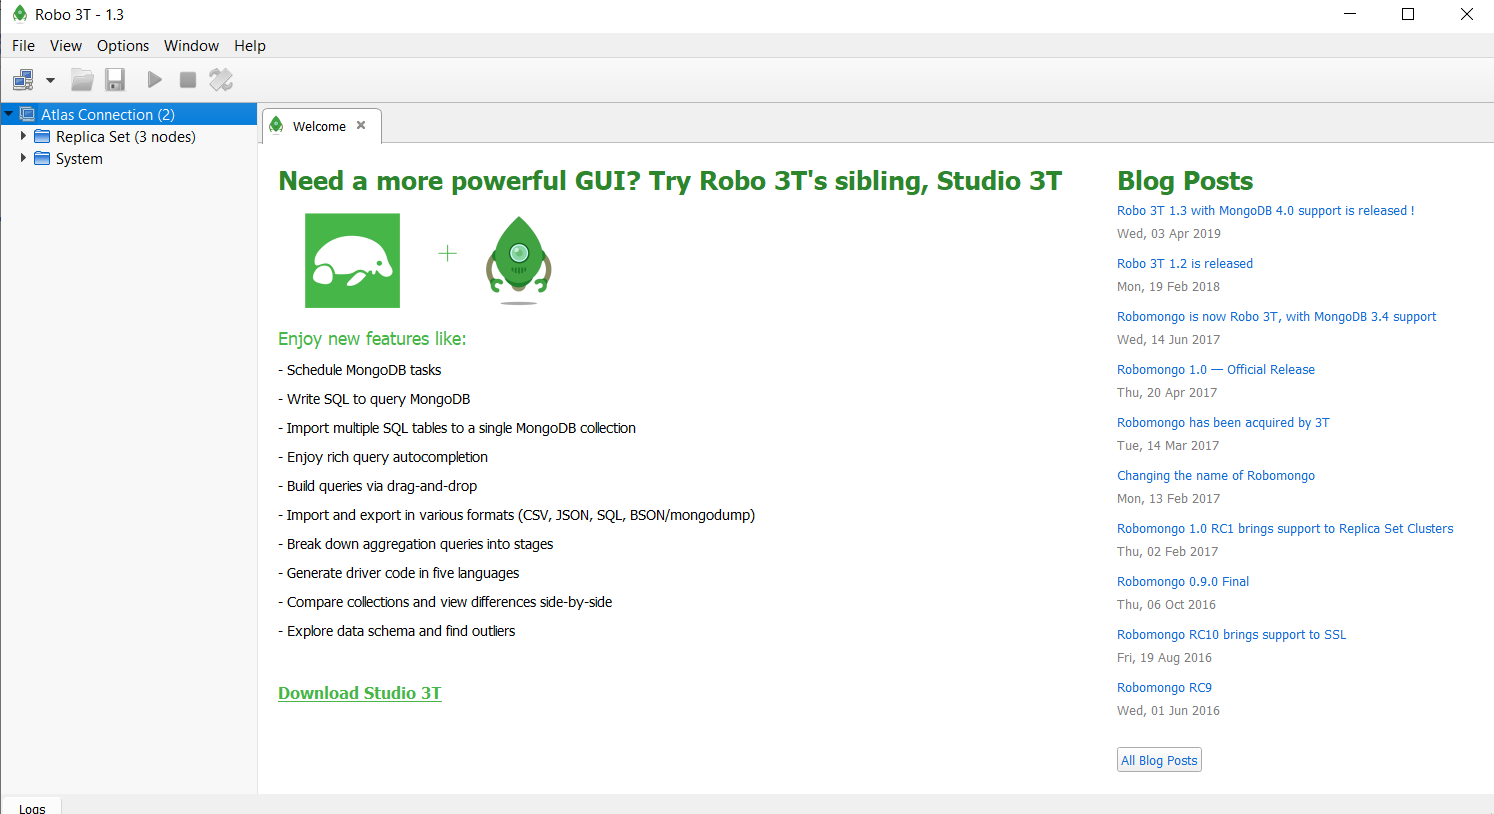 Robo 3T - 1.3
File View Options Window Help
Atlas Connection (2)
Replica Set (3 nodes)
System
Welcome
Need a more powerful GUI? Try Robo 3T's sibling, Studio 3T
Enjoy new features like:
- Schedule MongoDB tasks
- Write SQL to query MongoDB
- Import multiple SQL tables to a single MongoDB collection
- Enjoy rich query autocompletion
- Build queries via drag-and-drop
- Import and export in various formats (CSV, JSON, SQL, BSON/mongodump)
- Break down aggregation queries into stages
- Generate driver code in five languages
- Compare collections and view differences side-by-side
- Explore data schema and find outliers
Download Studio 3T
Blog Posts
Robo 3T 1.3 with MongoDB 4.0 support is released !
Wed, 03 Apr 2019
Robo 3T 1.2 is released
Mon, 19 Feb 2018
Robomongo is now Robo 3T, with MongoDB 3.4 support
Wed, 14 Jun 2017
Robomongo 1.0 — Official Release
Thu, 20 Apr 2017
Robomongo has been acquired by 3T
Tue, 14 Mar 2017
Changing the name of Robomongo
Mon, 13 Feb 2017
Robomongo 1.0 RC1 brings support to Replica Set Clusters
Thu, 02 Feb 2017
Robomongo 0.9.0 Final
Thu, 06 Oct 2016
Robomongo RC10 brings support to SSL
Fri, 19 Aug 2016
Robomongo RC9
Wed, 01 Jun 2016
All Blog Posts
Logs